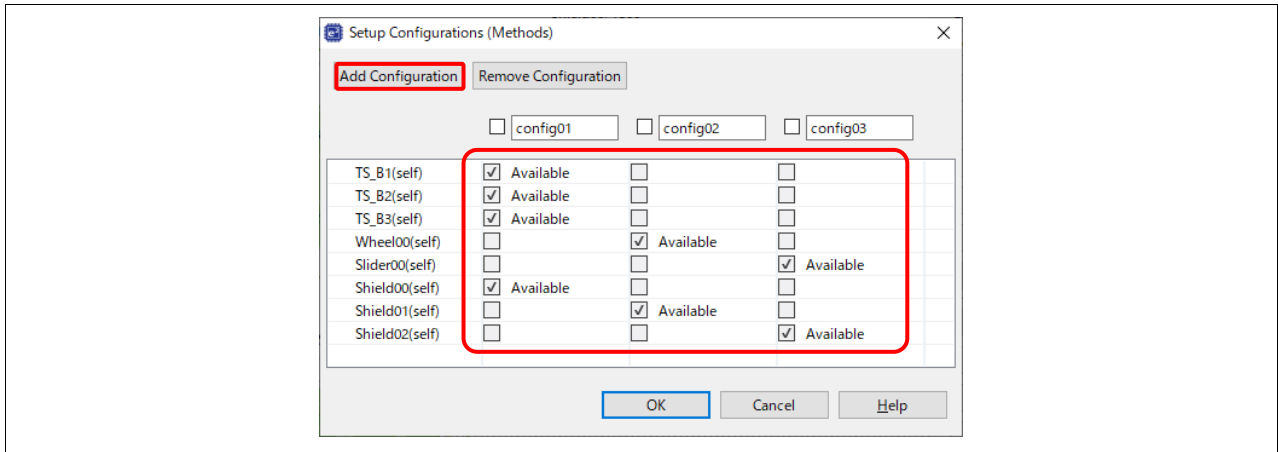 Setup Configurations (Methods)
Add Configuration Remove Configuration
config01 config02 config03
TS_B1(self) Available
TS_B2(self) Available
TS_B3(self) Available
Wheel00(self) Available
Slider00(self) Available
Shield00(self) Available
Shield01(self) Available
Shield02(self) Available
OK Cancel Help